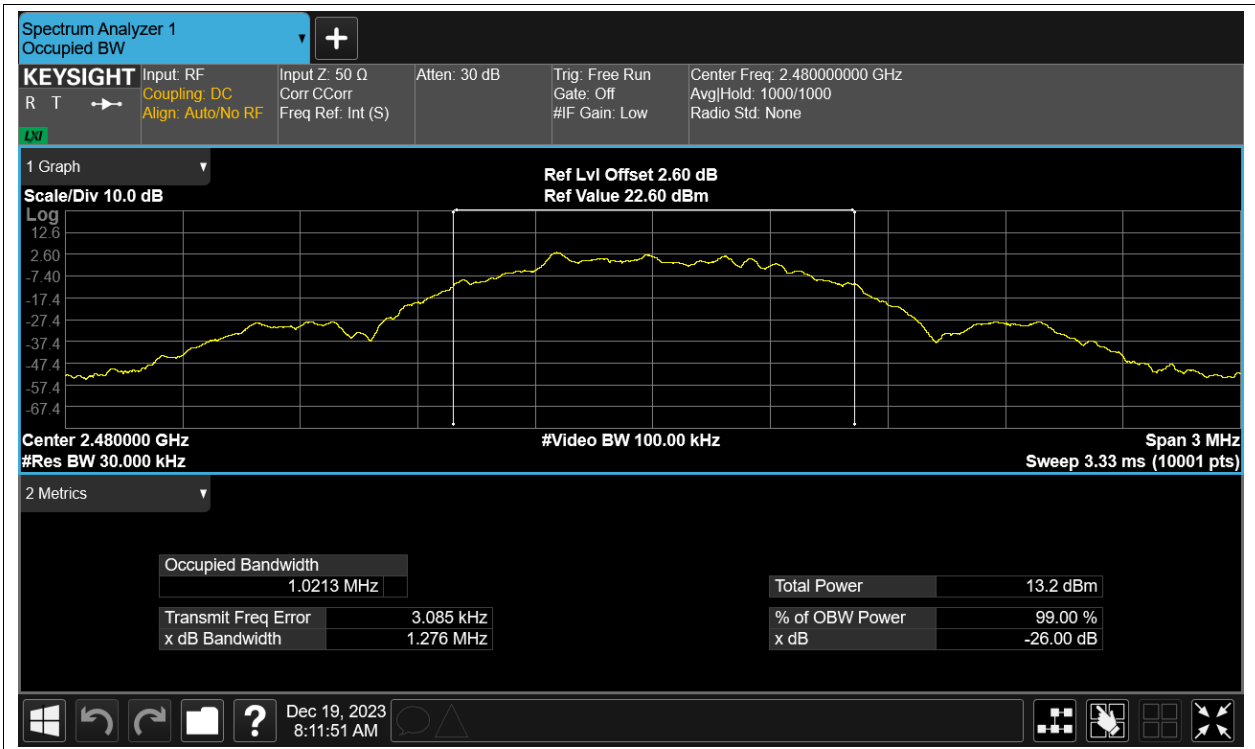 Spectrum Analyzer 1
Occupied BW
KEYSIGHT
R T
LXI
Input: RF
Coupling: DC
Align: Auto/No RF
Input Z: 50 Ω
Corr CCorr
Freq Ref: Int (S)
Atten: 30 dB
Trig: Free Run
Gate: Off
#IF Gain: Low
Center Freq: 2.480000000 GHz
Avg|Hold: 1000/1000
Radio Std: None
1 Graph
Scale/Div 10.0 dB
Ref Lvl Offset 2.60 dB
Ref Value 22.60 dBm
Log
12.6
2.60
-7.40
-17.4
-27.4
-37.4
-47.4
-57.4
-67.4
Center 2.480000 GHz
#Res BW 30.000 kHz
#Video BW 100.00 kHz
Span 3 MHz
Sweep 3.33 ms (10001 pts)
2 Metrics
Occupied Bandwidth
1.0213 MHz
Transmit Freq Error 3.085 kHz
x dB Bandwidth 1.276 MHz
Total Power 13.2 dBm
% of OBW Power 99.00 %
x dB -26.00 dB
?
Dec 19, 2023
8:11:51 AM